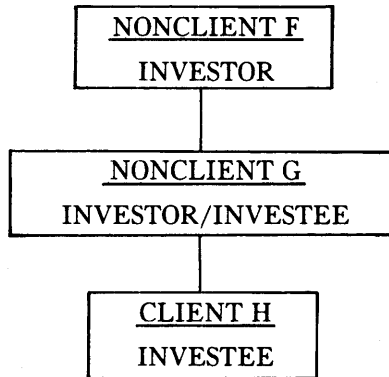 NONCLIENT F
INVESTOR
NONCLIENT G
INVESTOR/INVESTEE
CLIENT H
INVESTEE